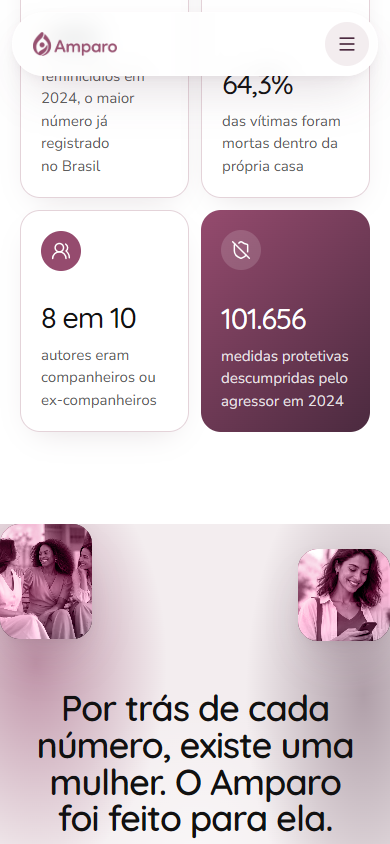 Amparo
feminicídios em
2024, o maior
número já
registrado
no Brasil
64,3%
das vítimas foram
mortas dentro da
própria casa
8 em 10
autores eram
companheiros ou
ex-companheiros
101.656
medidas protetivas
descumpridas pelo
agressor em 2024
Por trás de cada
número, existe uma
mulher. O Amparo
foi feito para ela.